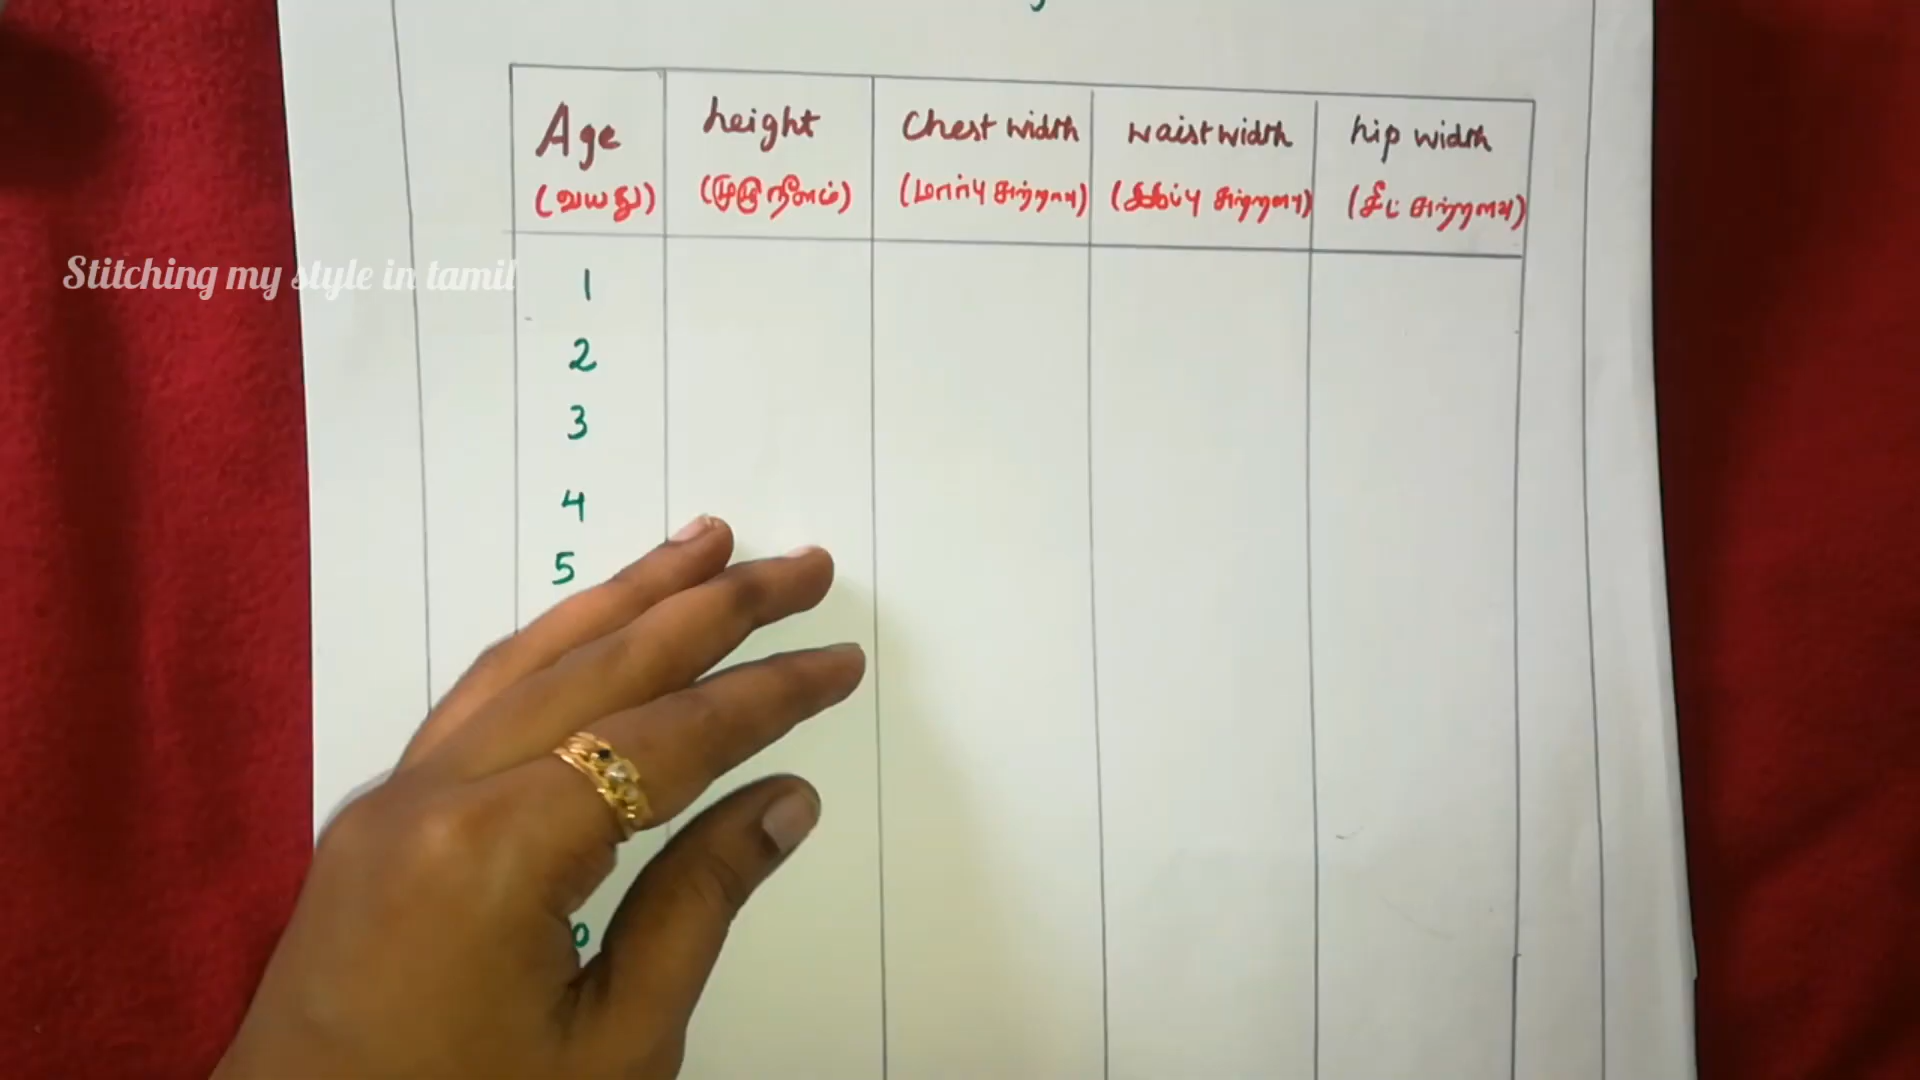 Age height Chest width waist width hip width
(வயது) (முழு நீளம்) (மார்பு சுற்றளவு) (இடுப்பு சுற்றளவு) (சீட் சுற்றளவு)
Stitching my style in tamil
1
2
3
4
5